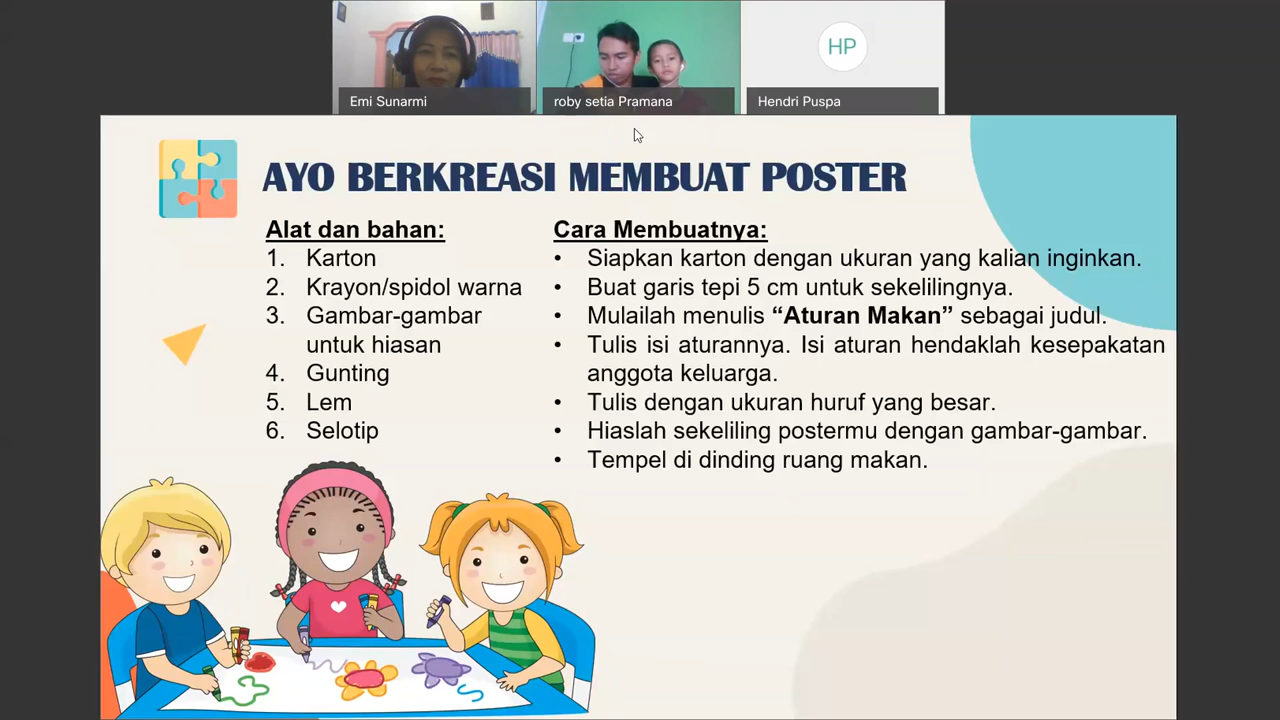 Emi Sunarmi
roby setia Pramana
HP
Hendri Puspa
AYO BERKREASI MEMBUAT POSTER
Alat dan bahan:
1. Karton
2. Krayon/spidol warna
3. Gambar-gambar
untuk hiasan
4. Gunting
5. Lem
6. Selotip
Cara Membuatnya:
• Siapkan karton dengan ukuran yang kalian inginkan.
• Buat garis tepi 5 cm untuk sekelilingnya.
• Mulailah menulis “Aturan Makan” sebagai judul.
• Tulis isi aturannya. Isi aturan hendaklah kesepakatan
anggota keluarga.
• Tulis dengan ukuran huruf yang besar.
• Hiaslah sekeliling postermu dengan gambar-gambar.
• Tempel di dinding ruang makan.